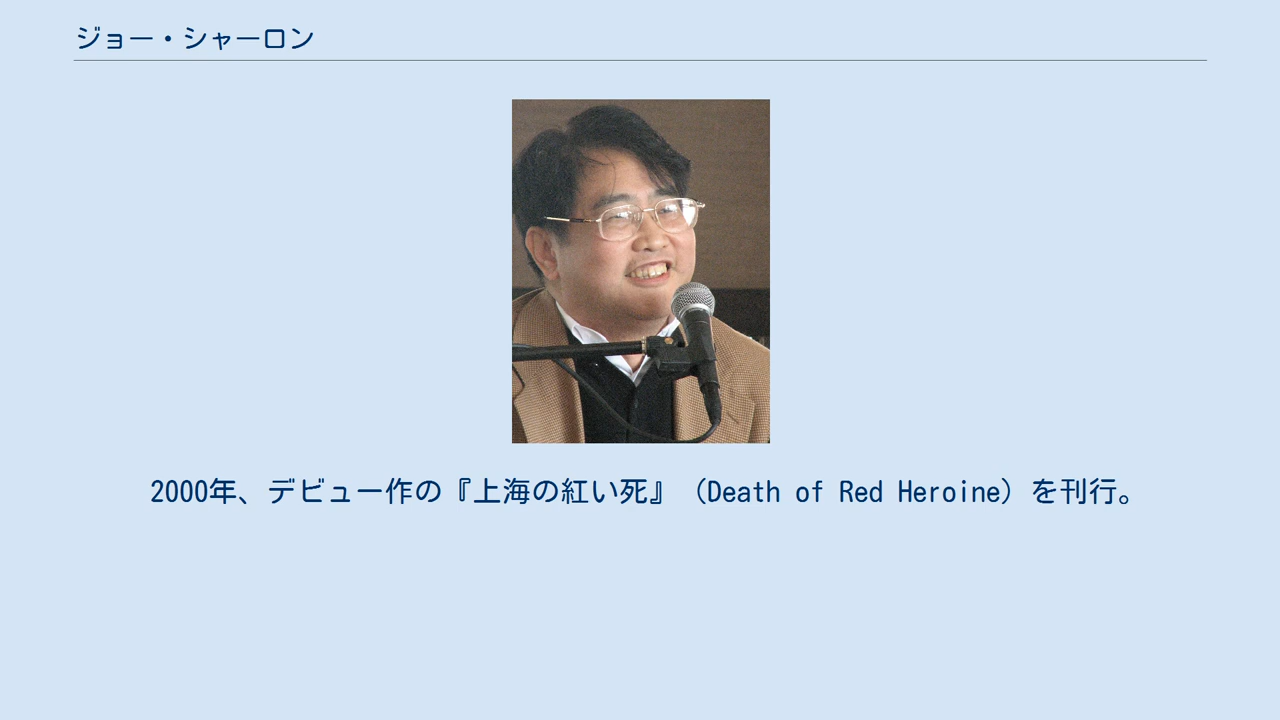 ジョー・シャーロン
2000年、デビュー作の『上海の紅い死』（Death of Red Heroine）を刊行。